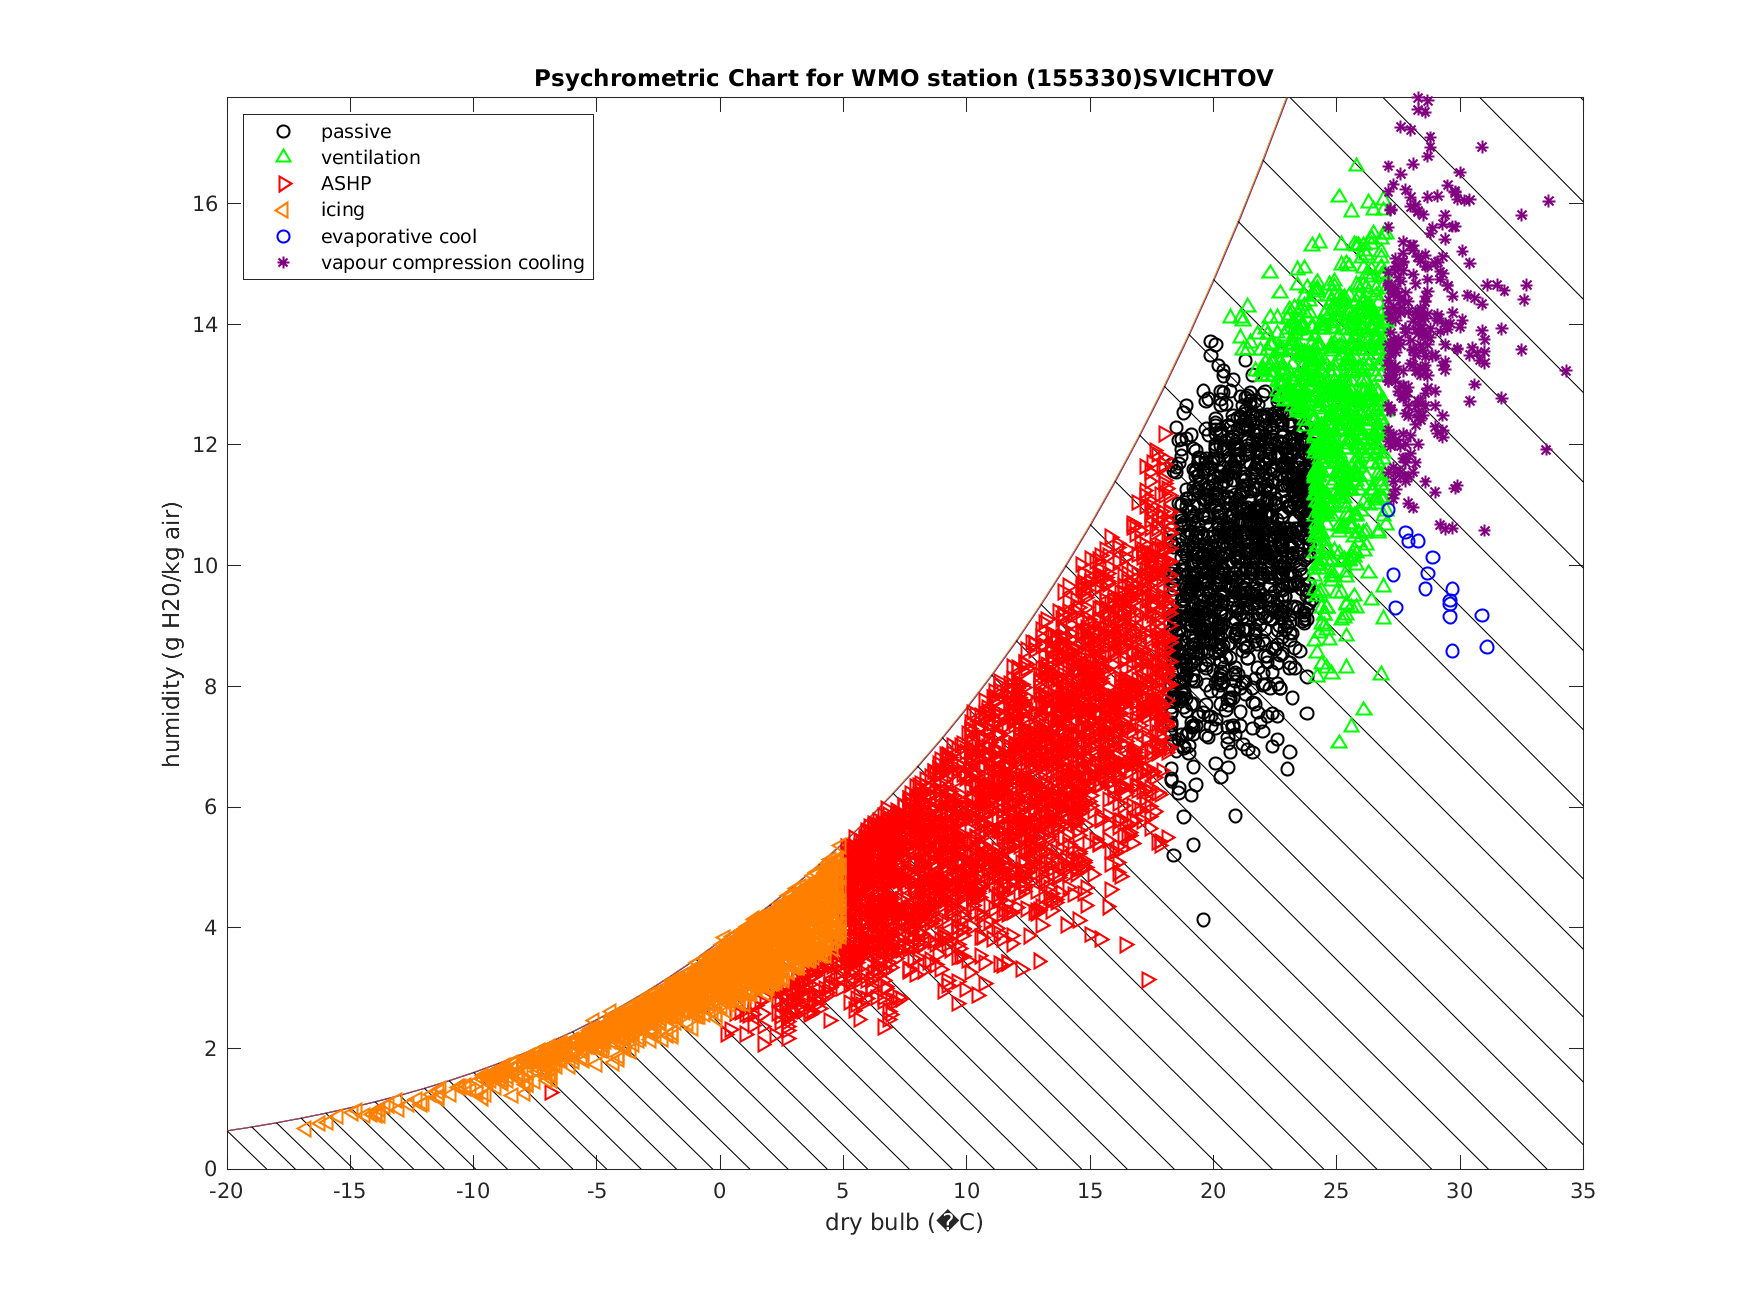 Psychrometric Chart for WMO station (155330)SVICHTOV
passive
ventilation
ASHP
icing
evaporative cool
vapour compression cooling
humidity (g H20/kg air)
16
14
12
10
8
6
4
2
0
-20 -15 -10 -5 0 5 10 15 20 25 30 35
dry bulb (�C)